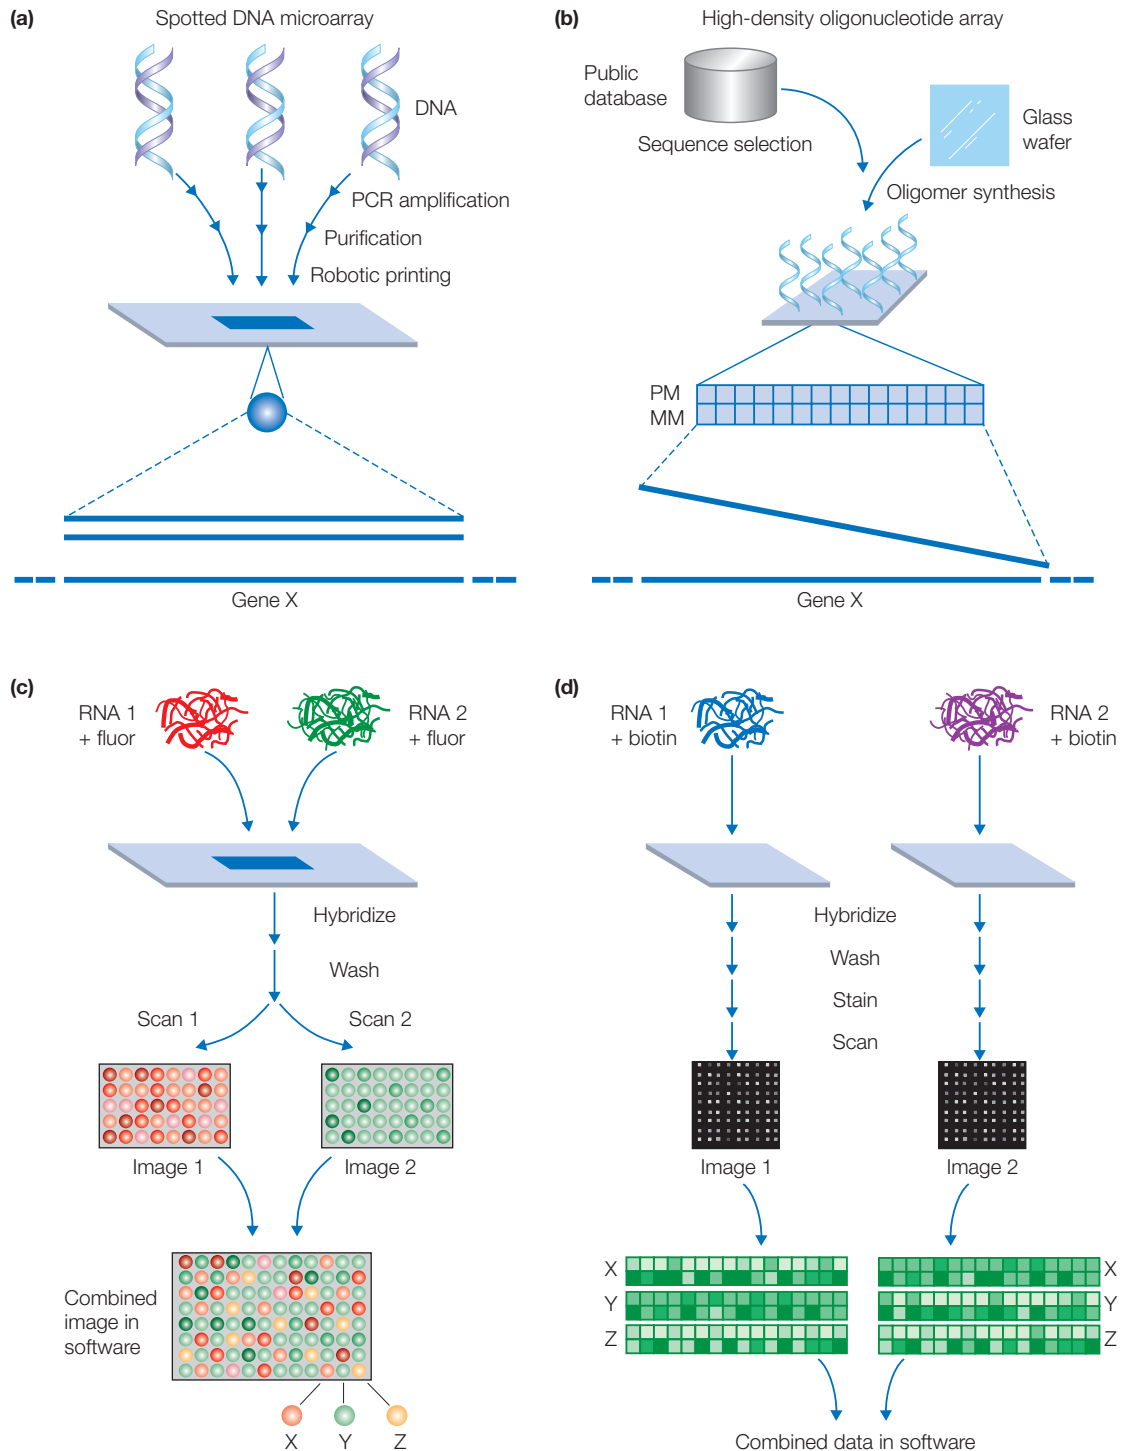 (a)
Spotted DNA microarray
DNA
PCR amplification
Purification
Robotic printing
Gene X
(b)
High-density oligonucleotide array
Public
database
Sequence selection
Glass
wafer
Oligomer synthesis
PM
MM
Gene X
(c)
RNA 1
+ fluor
RNA 2
+ fluor
Hybridize
Wash
Scan 1
Scan 2
Image 1
Image 2
Combined
image in
software
X
Y
Z
(d)
RNA 1
+ biotin
RNA 2
+ biotin
Hybridize
Wash
Stain
Scan
Image 1
Image 2
X
X
Y
Y
Z
Z
Combined data in software